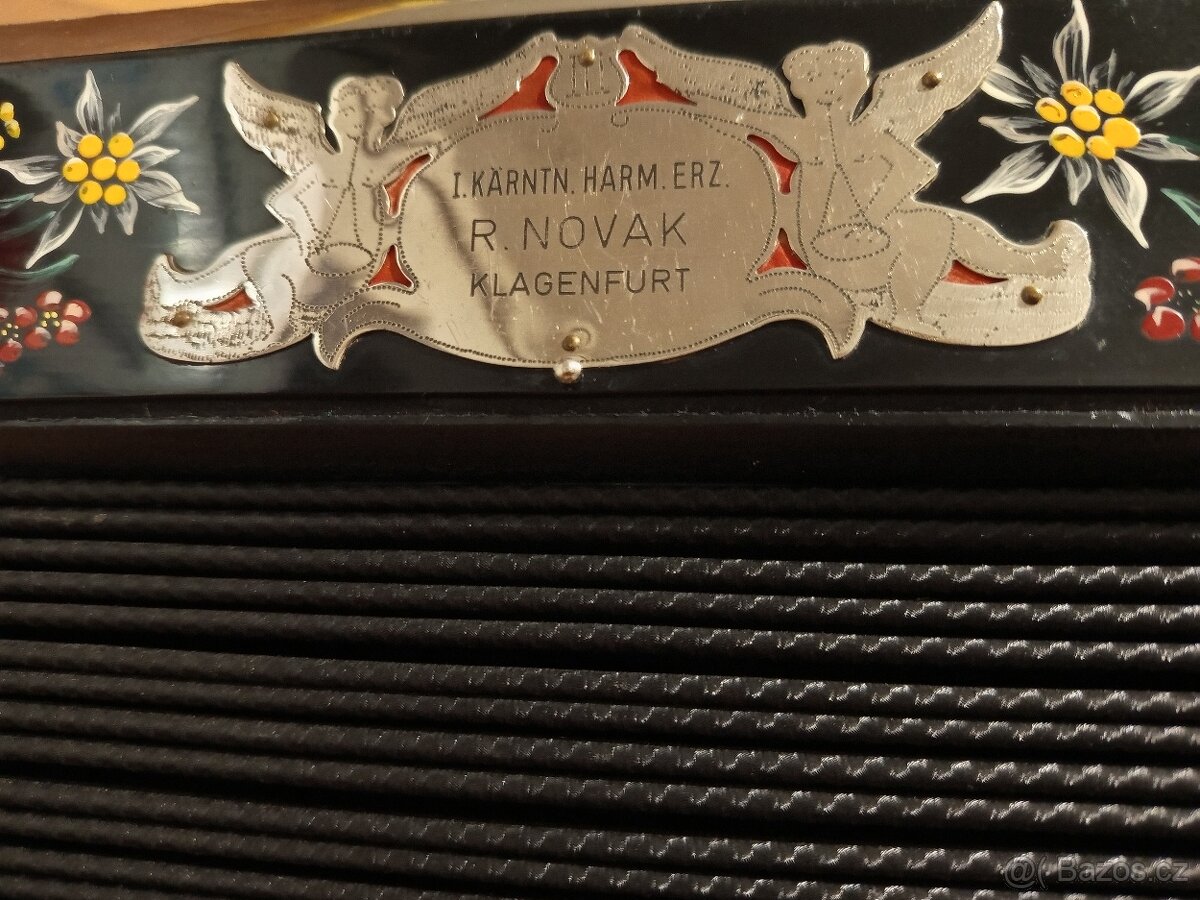 I. KÄRNTN. HARM. ERZ.
R. NOVAK
KLAGENFURT
@( Bazos.cz